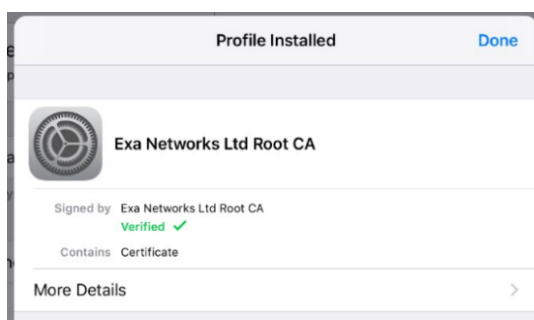 Profile Installed
Done
Exa Networks Ltd Root CA
Signed by Exa Networks Ltd Root CA
Verified ✓
Contains Certificate
More Details